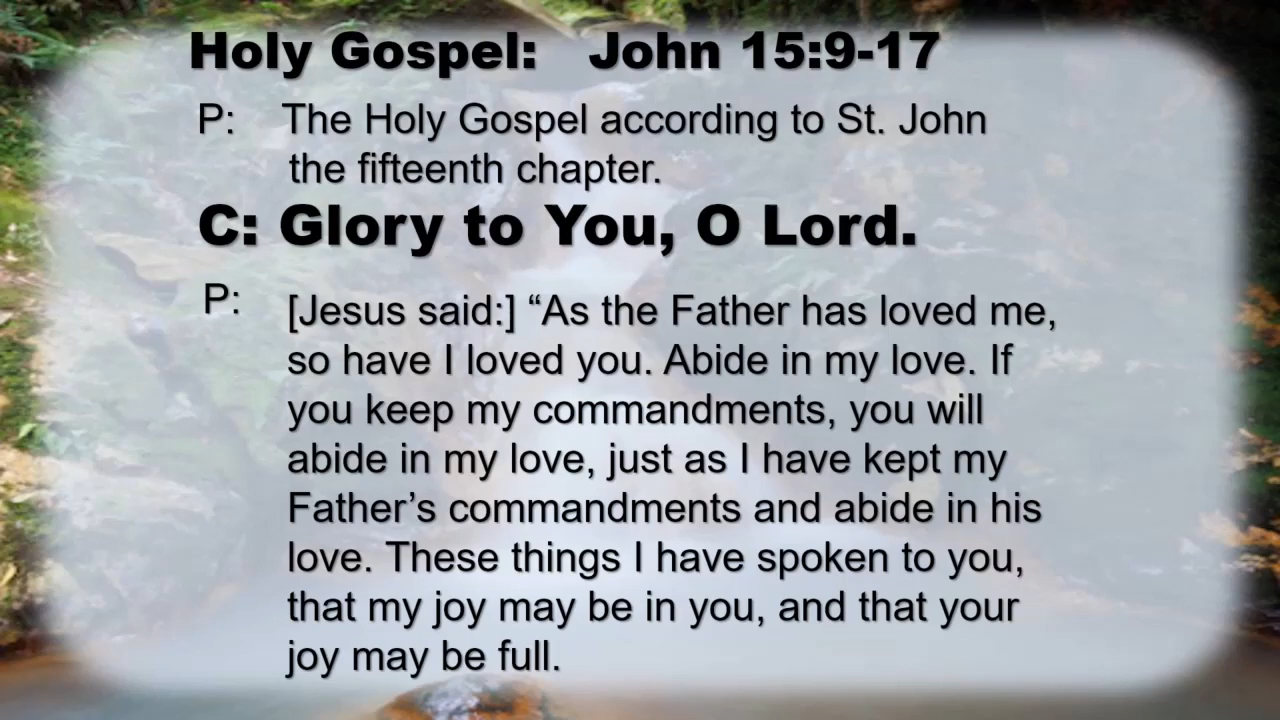 Holy Gospel: John 15:9-17
P: The Holy Gospel according to St. John
the fifteenth chapter.
C: Glory to You, O Lord.
P: [Jesus said:] “As the Father has loved me,
so have I loved you. Abide in my love. If
you keep my commandments, you will
abide in my love, just as I have kept my
Father’s commandments and abide in his
love. These things I have spoken to you,
that my joy may be in you, and that your
joy may be full.